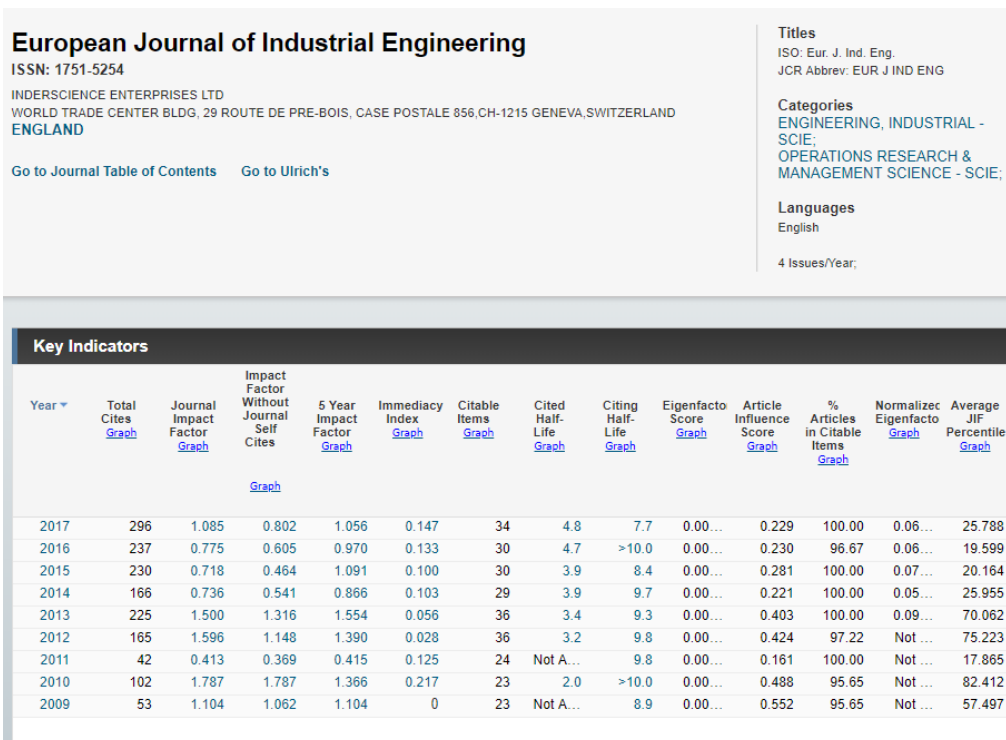 European Journal of Industrial Engineering
ISSN: 1751-5254
INDERSCIENCE ENTERPRISES LTD
WORLD TRADE CENTER BLDG, 29 ROUTE DE PRE-BOIS, CASE POSTALE 856,CH-1215 GENEVA,SWITZERLAND
ENGLAND
Go to Journal Table of Contents Go to Ulrich's
Titles
ISO: Eur. J. Ind. Eng.
JCR Abbrev: EUR J IND ENG
Categories
ENGINEERING, INDUSTRIAL -
SCIE;
OPERATIONS RESEARCH &
MANAGEMENT SCIENCE - SCIE;
Languages
English
4 Issues/Year;
Key Indicators
Year
Total
Cites
Graph
Journal
Impact
Factor
Graph
Impact
Factor
Without
Journal
Self
Cites
Graph
5 Year
Impact
Factor
Graph
Immediacy
Index
Graph
Citable
Items
Graph
Cited
Half-
Life
Graph
Citing
Half-
Life
Graph
Eigenfacto
Score
Graph
Article
Influence
Score
Graph
%
Articles
in Citable
Items
Graph
Normalized
Eigenfacto
Graph
Average
JIF
Percentile
Graph
2017 296 1.085 0.802 1.056 0.147 34 4.8 7.7 0.00... 0.229 100.00 0.06... 25.788
2016 237 0.775 0.605 0.970 0.133 30 4.7 >10.0 0.00... 0.230 96.67 0.06... 19.599
2015 230 0.718 0.464 1.091 0.100 30 3.9 8.4 0.00... 0.281 100.00 0.07... 20.164
2014 166 0.736 0.541 0.866 0.103 29 3.9 9.7 0.00... 0.221 100.00 0.05... 25.955
2013 225 1.500 1.316 1.554 0.056 36 3.4 9.3 0.00... 0.403 100.00 0.09... 70.062
2012 165 1.596 1.148 1.390 0.028 36 3.2 9.8 0.00... 0.424 97.22 Not ... 75.223
2011 42 0.413 0.369 0.415 0.125 24 Not A... 9.8 0.00... 0.161 100.00 Not ... 17.865
2010 102 1.787 1.787 1.366 0.217 23 2.0 >10.0 0.00... 0.488 95.65 Not ... 82.412
2009 53 1.104 1.062 1.104 0 23 Not A... 8.9 0.00... 0.552 95.65 Not ... 57.497